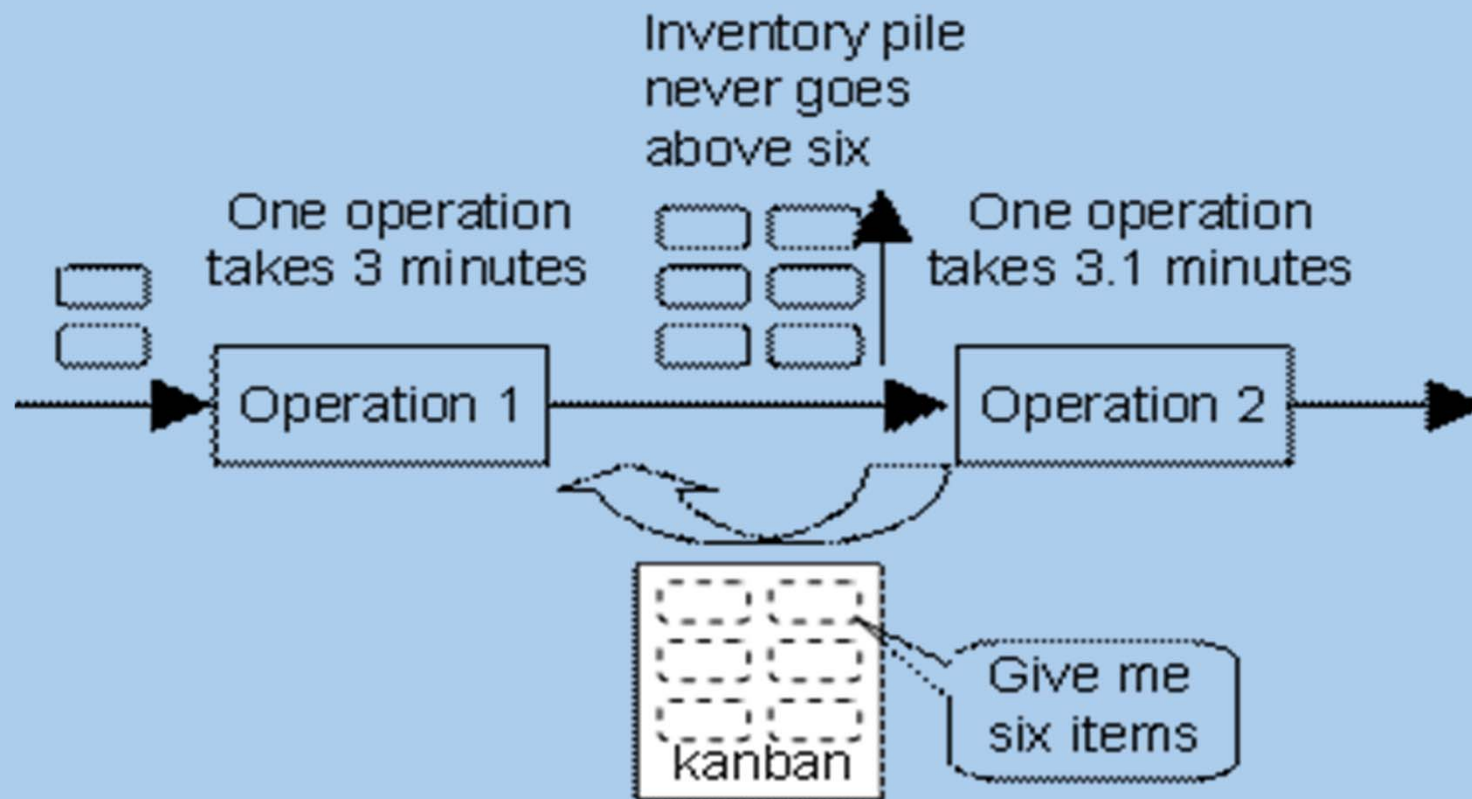 Inventory pile
never goes
above six
One operation
takes 3 minutes
One operation
takes 3.1 minutes
Operation 1
Operation 2
kanban
Give me
six items